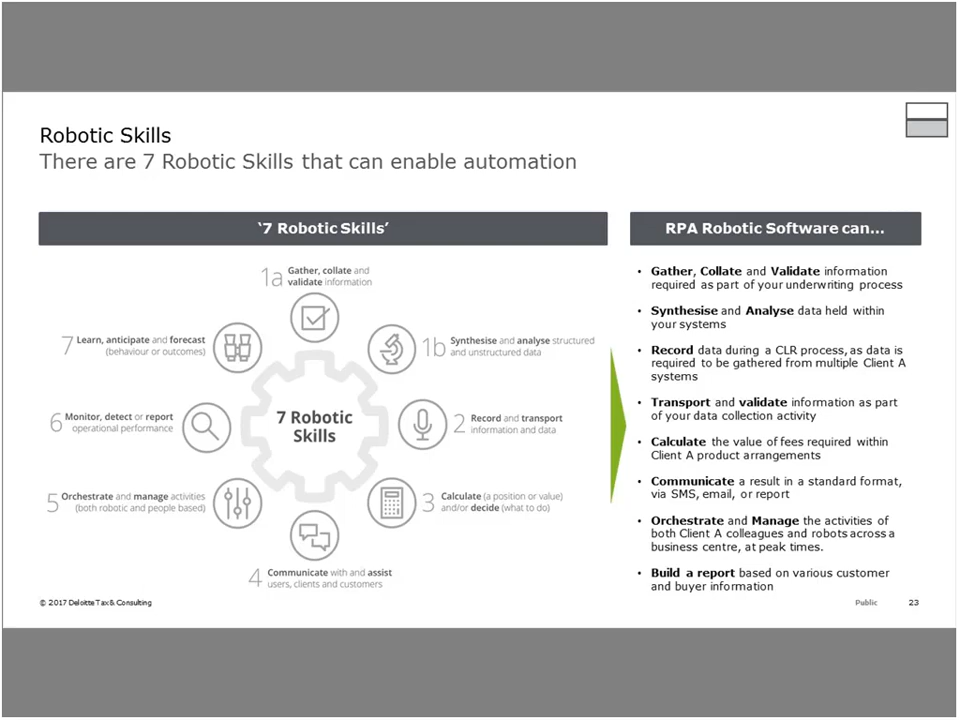 Robotic Skills
There are 7 Robotic Skills that can enable automation
‘7 Robotic Skills’
1a Gather, collate and
validate information
7 Learn, anticipate and forecast
(behaviour or outcomes)
1b Synthesise and analyse structured
and unstructured data
6 Monitor, detect or report
operational performance
7 Robotic
Skills
2 Record and transport
information and data
5 Orchestrate and manage activities
(both robotic and people based)
3 Calculate (a position or value)
and/or decide (what to do)
4 Communicate with and assist
users, clients and customers
RPA Robotic Software can...
• Gather, Collate and Validate information
required as part of your underwriting process
• Synthesise and Analyse data held within
your systems
• Record data during a CLR process, as data is
required to be gathered from multiple Client A
systems
• Transport and validate information as part
of your data collection activity
• Calculate the value of fees required within
Client A product arrangements
• Communicate a result in a standard format,
via SMS, email, or report
• Orchestrate and Manage the activities of
both Client A colleagues and robots across a
business centre, at peak times.
• Build a report based on various customer
and buyer information
© 2017 Deloitte Tax & Consulting
Public 23